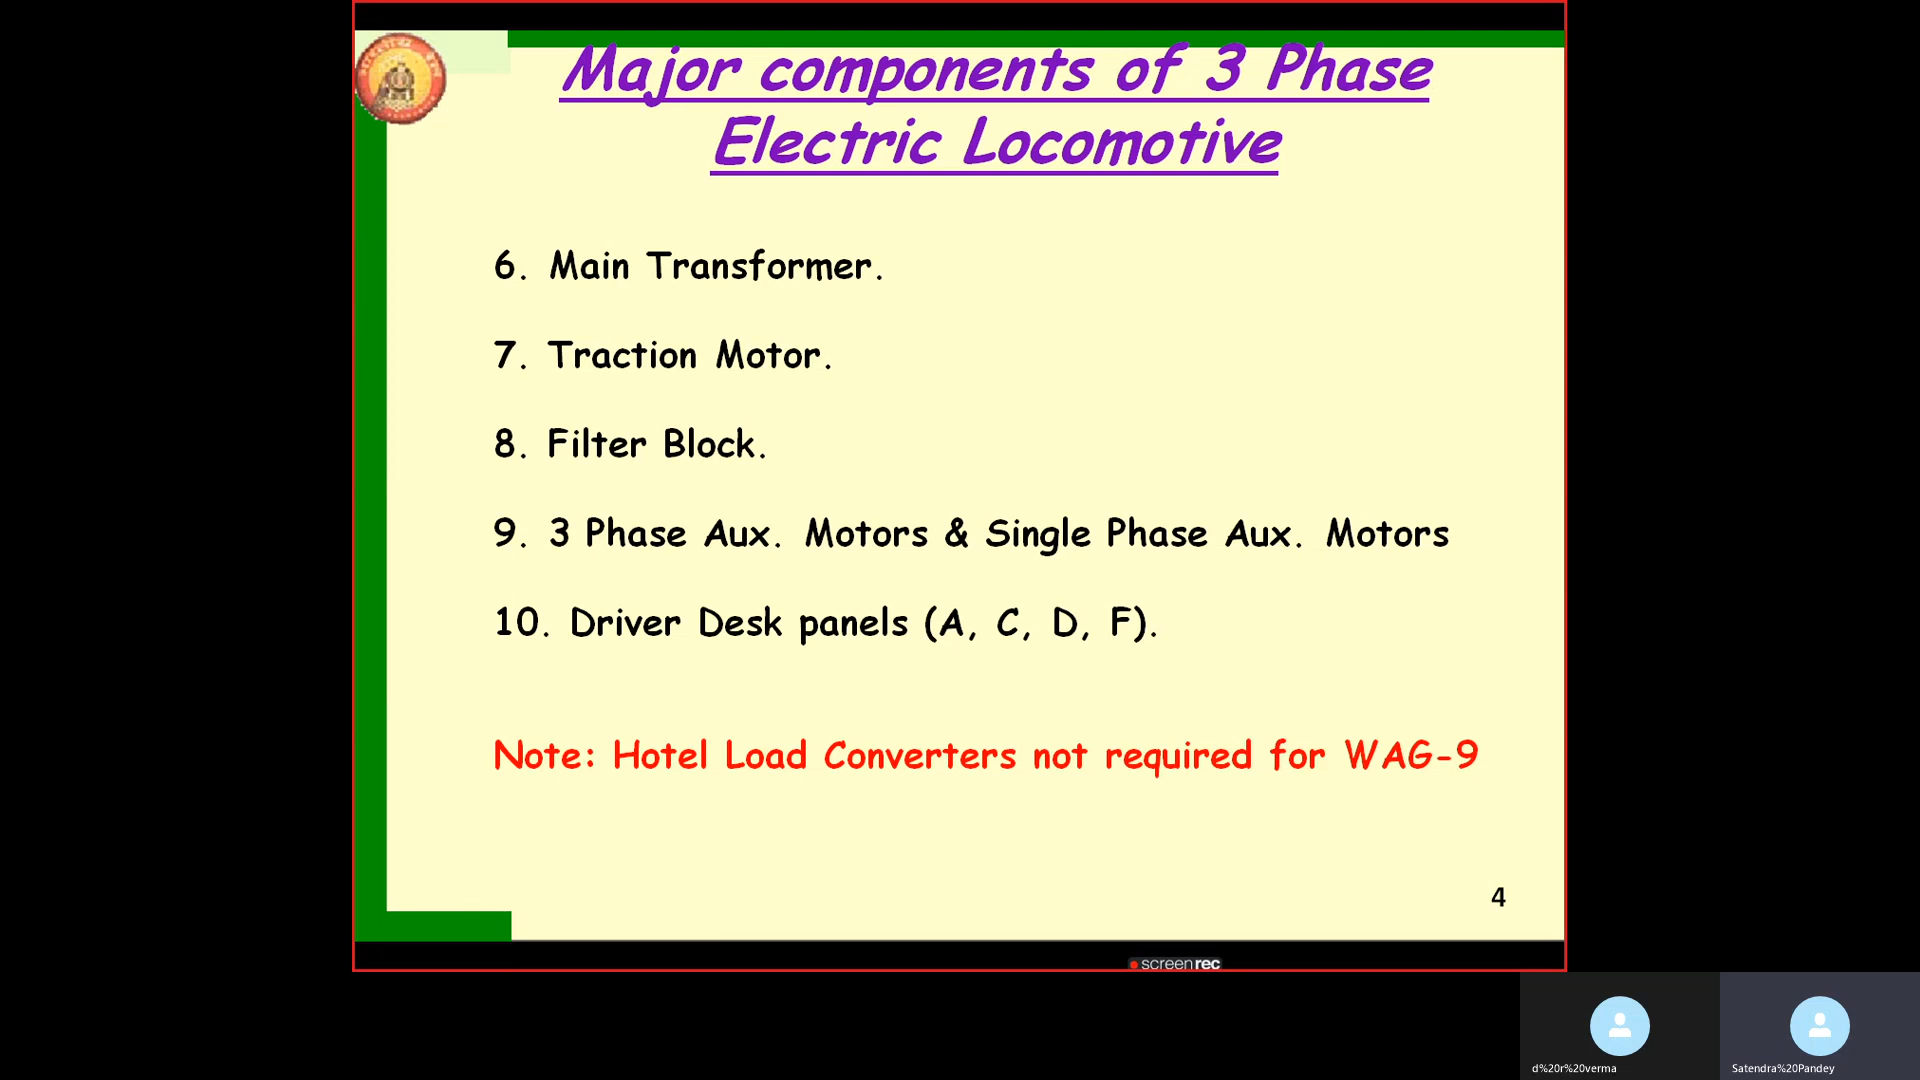 Major components of 3 Phase
Electric Locomotive
6. Main Transformer.
7. Traction Motor.
8. Filter Block.
9. 3 Phase Aux. Motors & Single Phase Aux. Motors
10. Driver Desk panels (A, C, D, F).
Note: Hotel Load Converters not required for WAG-9
4
screenrec
d%20r%20verma
Satendra%20Pandey